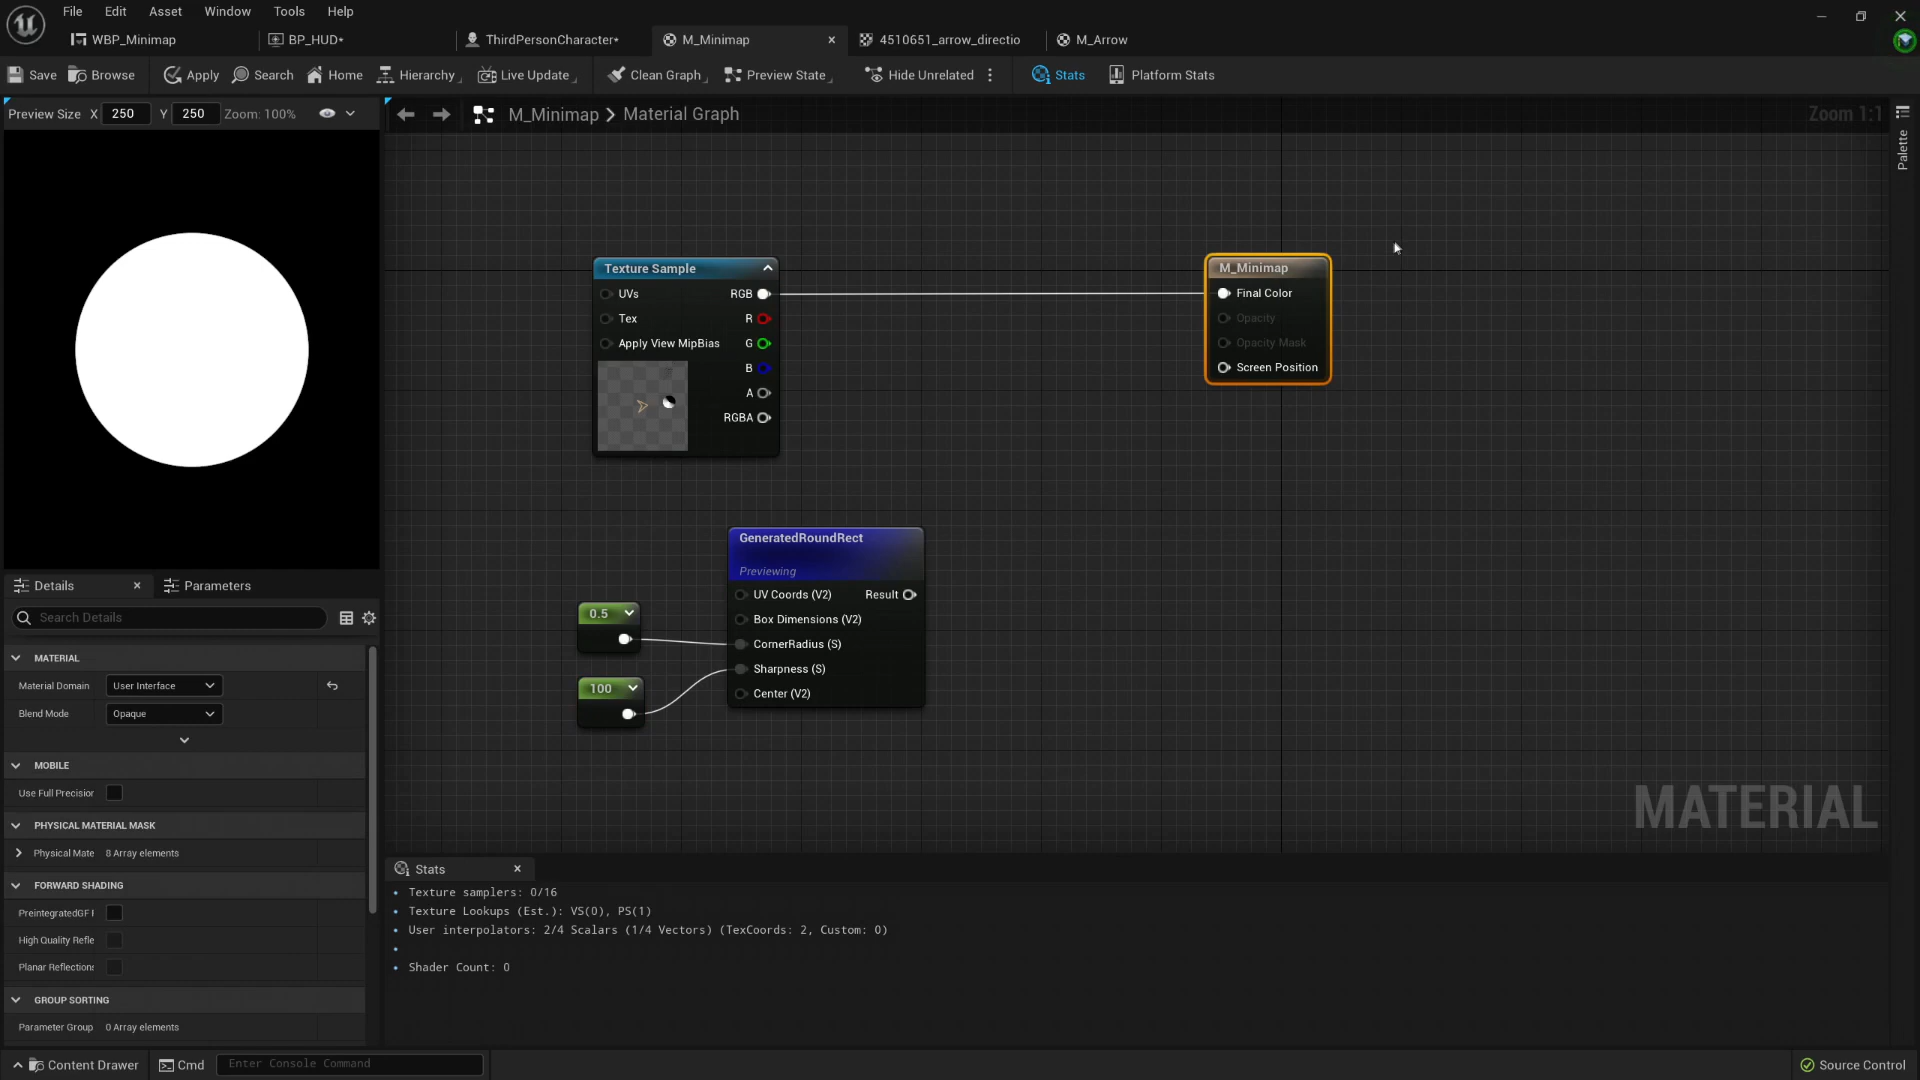 File Edit Asset Window Tools Help
WBP_Minimap BP_HUD* ThirdPersonCharacter* M_Minimap 4510651_arrow_directio M_Arrow
Save Browse Apply Search Home Hierarchy Live Update Clean Graph Preview State Hide Unrelated Stats Platform Stats
Preview Size X 250 Y 250 Zoom: 100%
M_Minimap > Material Graph
Zoom 1:1
Palette
Texture Sample
UVs RGB
Tex R
Apply View MipBias G
B
A
RGBA
M_Minimap
Final Color
Opacity
Opacity Mask
Screen Position
GeneratedRoundRect
Previewing
UV Coords (V2) Result
Box Dimensions (V2)
CornerRadius (S)
Sharpness (S)
Center (V2)
0.5
100
MATERIAL
Details Parameters
Search Details
MATERIAL
Material Domain User Interface
Blend Mode Opaque
MOBILE
Use Full Precisior
PHYSICAL MATERIAL MASK
Physical Mate 8 Array elements
FORWARD SHADING
PreintegratedGF I
High Quality Refle
Planar Reflections
GROUP SORTING
Parameter Group 0 Array elements
Stats
Texture samplers: 0/16
Texture Lookups (Est.): VS(0), PS(1)
User interpolators: 2/4 Scalars (1/4 Vectors) (TexCoords: 2, Custom: 0)
Shader Count: 0
Content Drawer Cmd Enter Console Command Source Control